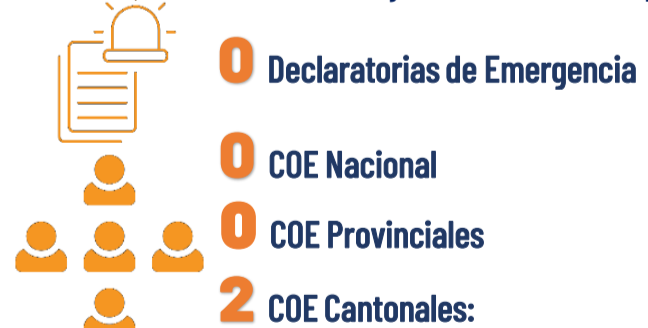 0 Declaratorias de Emergencia
0 COE Nacional
0 COE Provinciales
2 COE Cantonales: